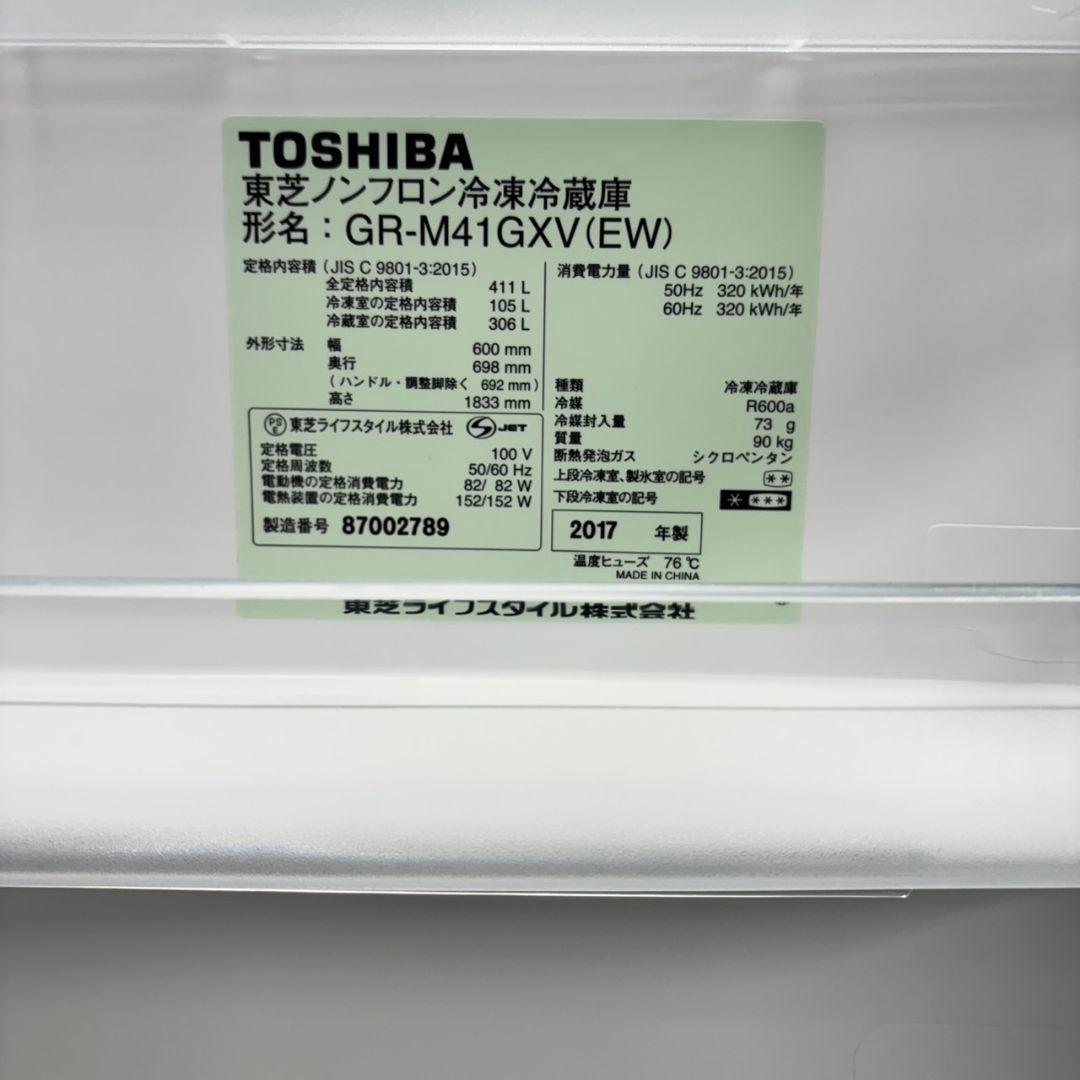 TOSHIBA
東芝ノンフロン冷凍冷蔵庫
形名：GR-M41GXV(EW)
定格内容積 (JIS C 9801-3:2015)
全定格内容積 411 L
冷凍室の定格内容積 105 L
冷蔵室の定格内容積 306 L
外形寸法 幅 600 mm
奥行 698 mm
(ハンドル・調整脚除く 692 mm)
高さ 1833 mm
PSE 東芝ライフスタイル株式会社 S JET
定格電圧 100 V
定格周波数 50/60 Hz
電動機の定格消費電力 82/ 82 W
電熱装置の定格消費電力 152/152 W
製造番号 87002789
消費電力量 (JIS C 9801-3:2015)
50Hz 320 kWh/年
60Hz 320 kWh/年
種類 冷凍冷蔵庫
冷媒 R600a
冷媒封入量 73 g
質量 90 kg
断熱発泡ガス シクロペンタン
上段冷凍室、製氷室の記号 **
下段冷凍室の記号 * ***
2017 年製
温度ヒューズ 76 ℃
MADE IN CHINA
東芝ライフスタイル株式会社